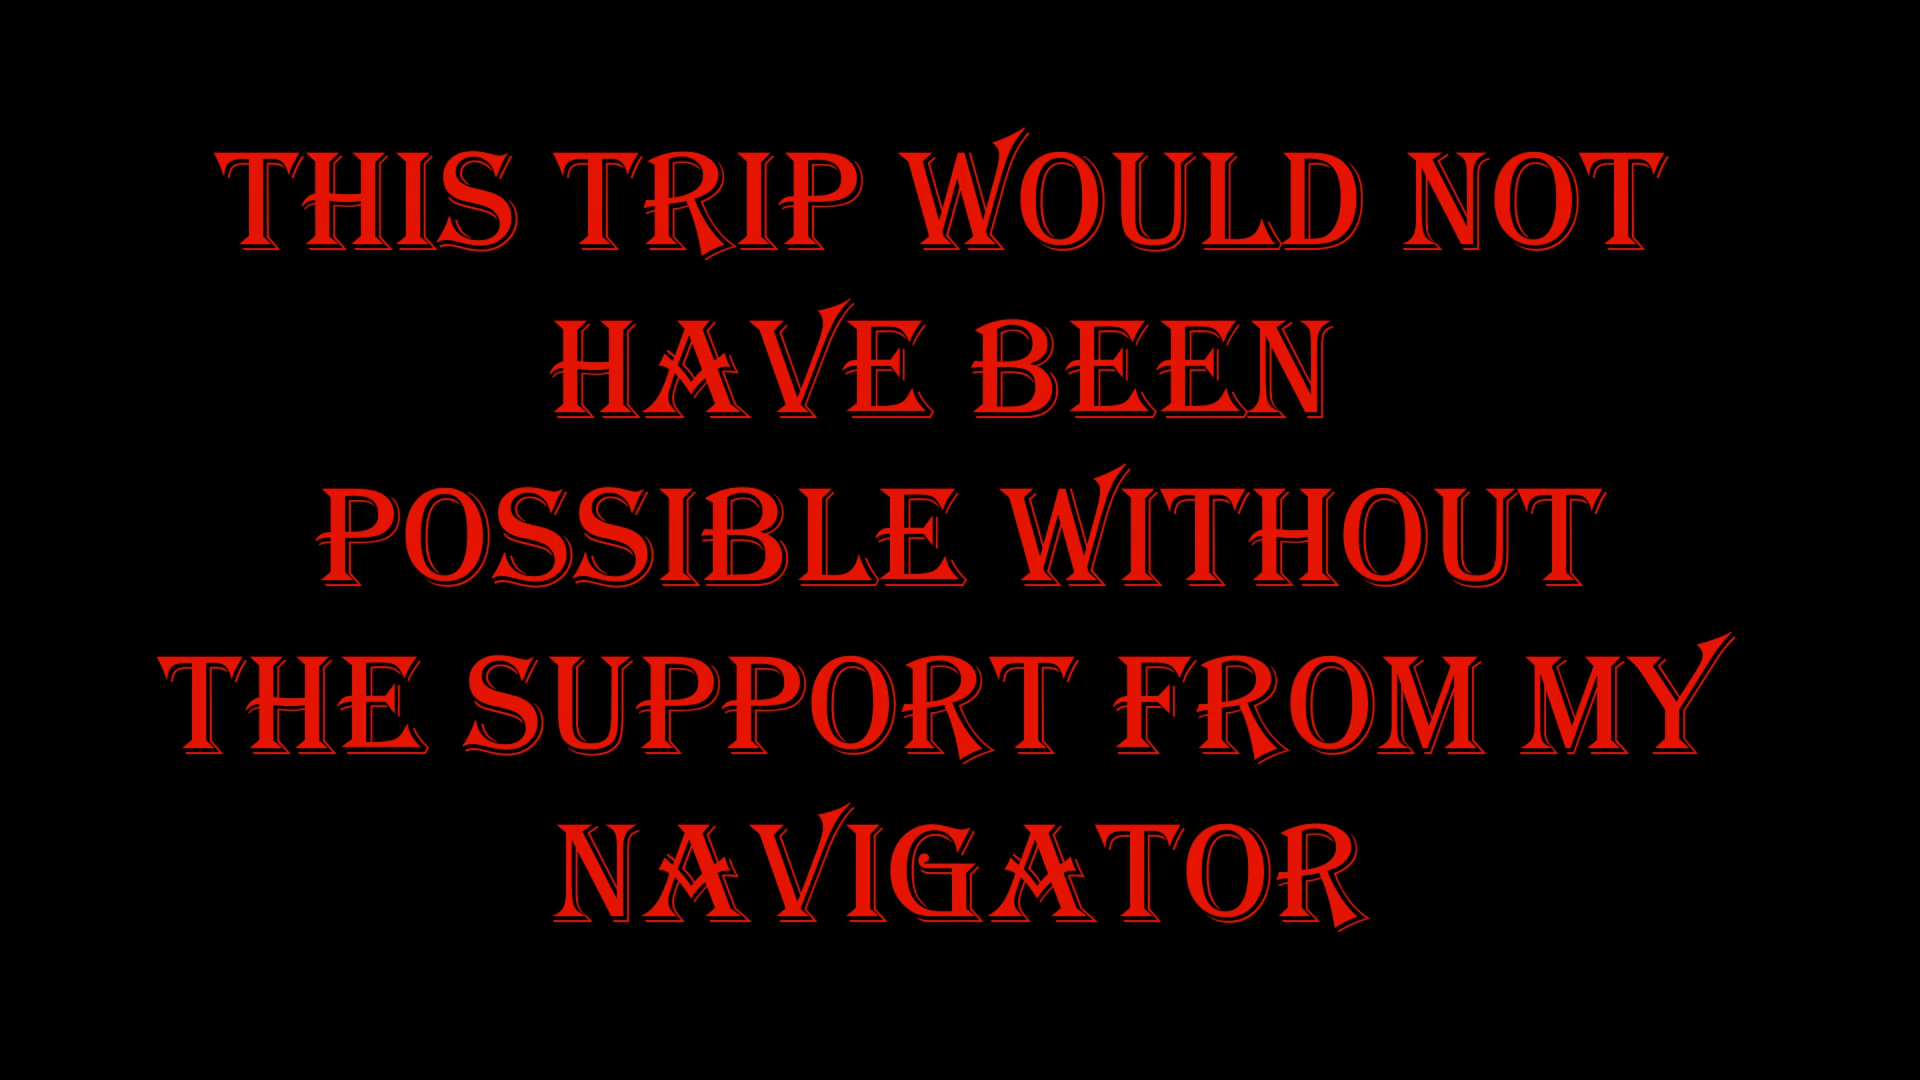 THIS TRIP WOULD NOT
HAVE BEEN
POSSIBLE WITHOUT
THE SUPPORT FROM MY
NAVIGATOR